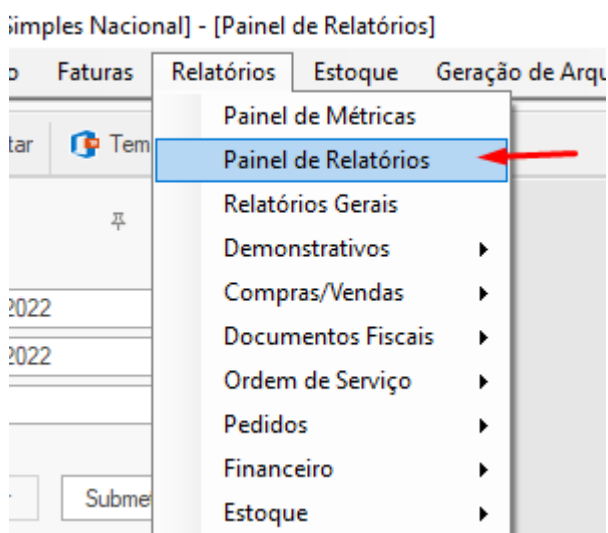 Simples Nacional] - [Painel de Relatórios]
o Faturas Relatórios Estoque Geração de Arqu
tar Tem
Painel de Métricas
Painel de Relatórios
Relatórios Gerais
Demonstrativos
2022 Compras/Vendas
2022 Documentos Fiscais
Ordem de Serviço
Pedidos
Financeiro
Submet Estoque